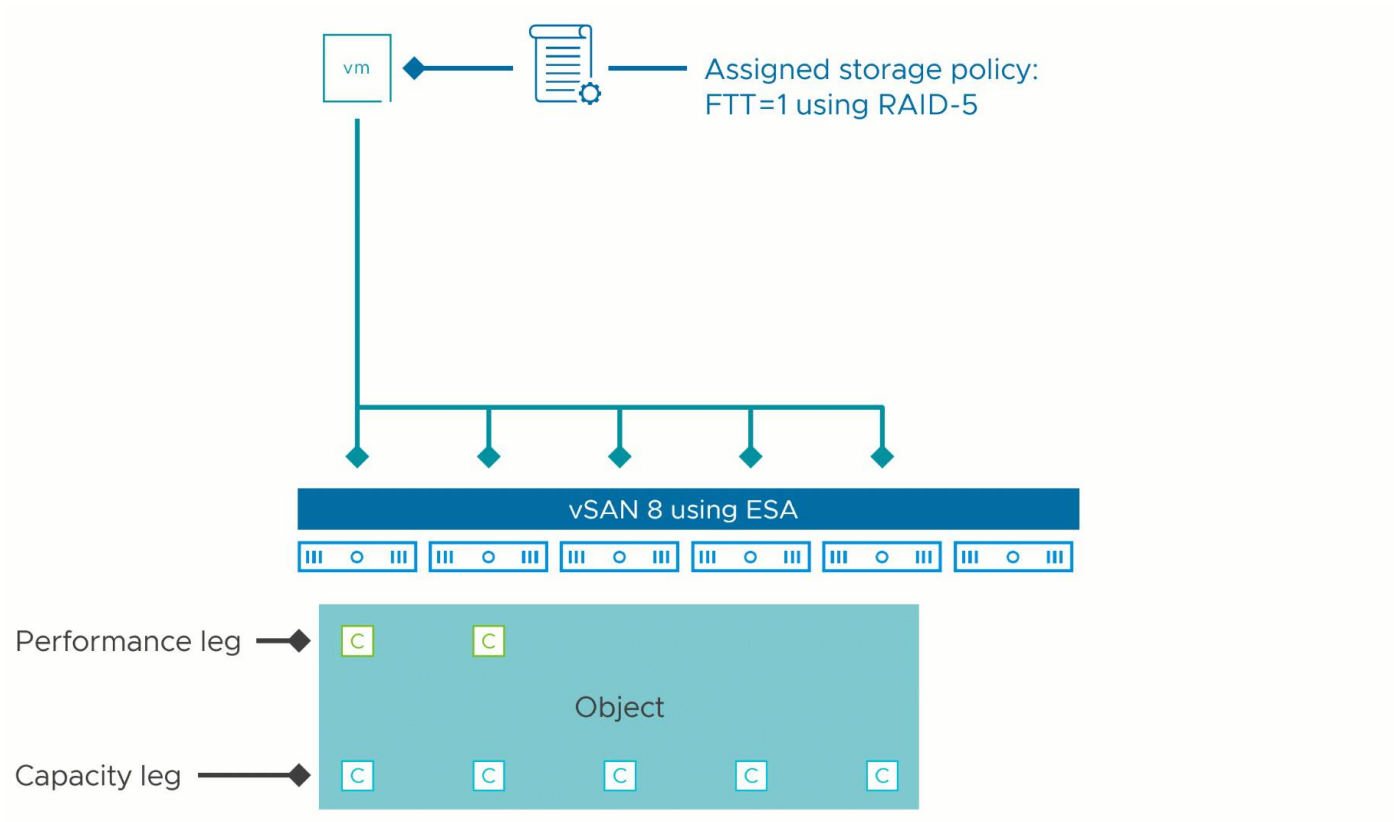 vm
Assigned storage policy:
FTT=1 using RAID-5
vSAN 8 using ESA
Performance leg
C C
Object
Capacity leg
C C C C C